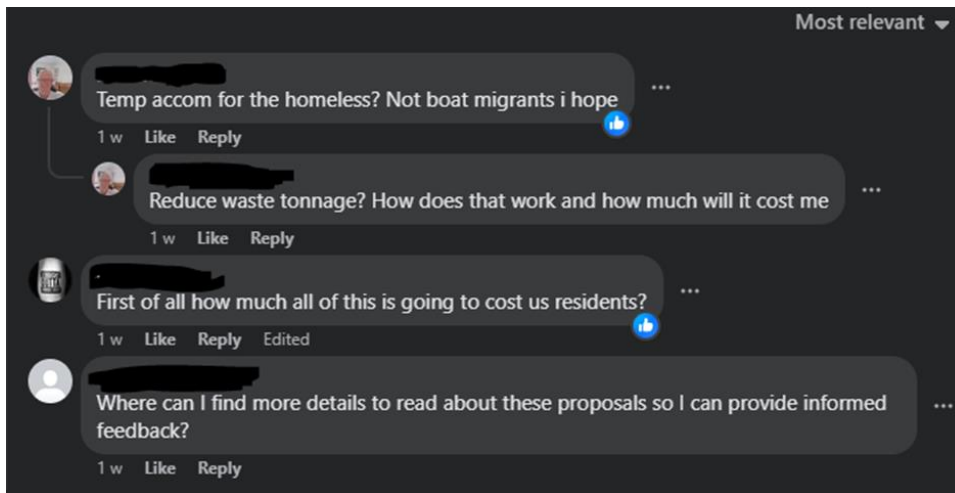 Most relevant
Temp accom for the homeless? Not boat migrants i hope
1 w Like Reply
Reduce waste tonnage? How does that work and how much will it cost me
1 w Like Reply
First of all how much all of this is going to cost us residents?
1 w Like Reply Edited
Where can I find more details to read about these proposals so I can provide informed
feedback?
1 w Like Reply